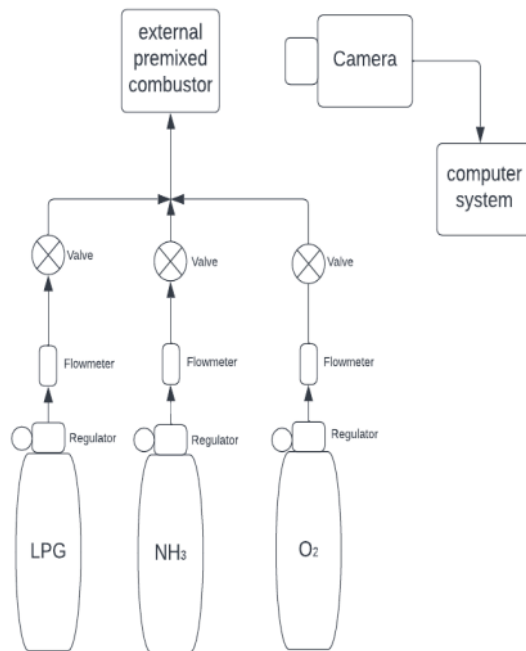 external
premixed
combustor
Camera
computer
system
Valve
Valve
Valve
Flowmeter
Flowmeter
Flowmeter
Regulator
Regulator
Regulator
LPG
NH₃
O₂